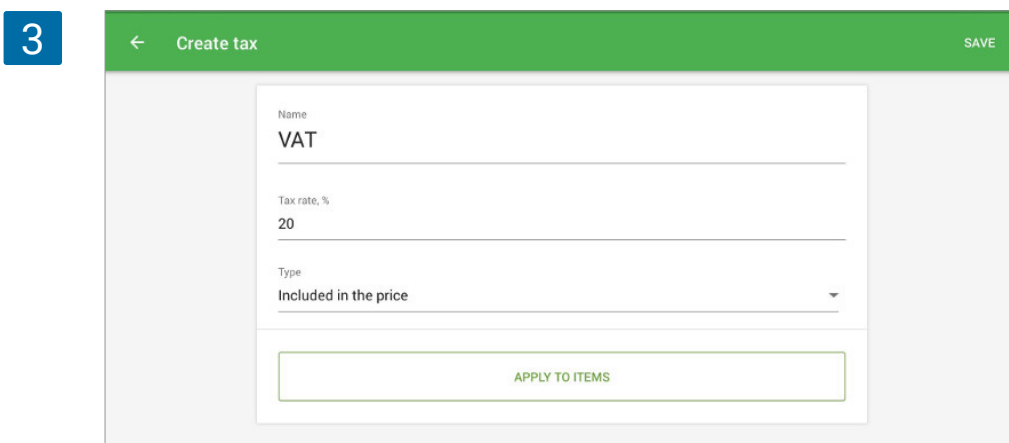 3
Create tax
SAVE
Name
VAT
Tax rate, %
20
Type
Included in the price
APPLY TO ITEMS